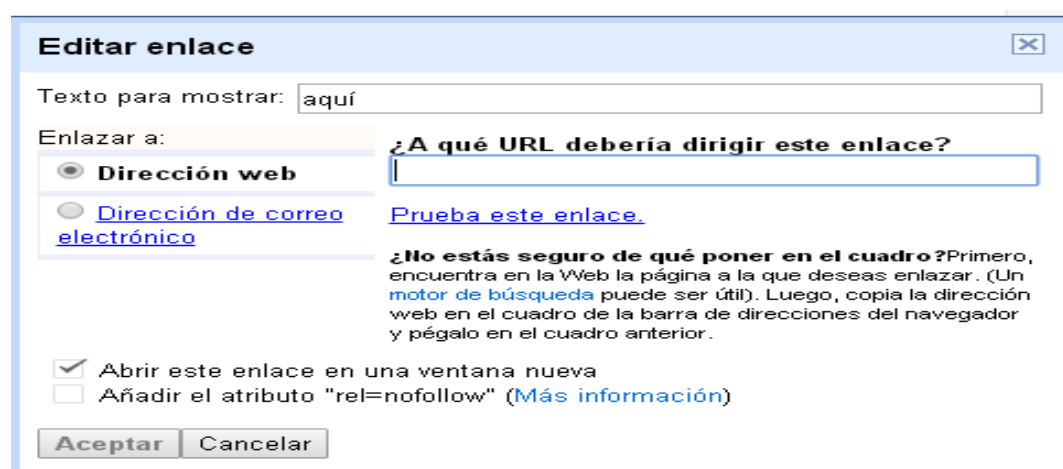 Editar enlace
Texto para mostrar: aquí
Enlazar a:
Dirección web
Dirección de correo
electrónico
¿A qué URL debería dirigir este enlace?
Prueba este enlace.
¿No estás seguro de qué poner en el cuadro?Primero,
encuentra en la Web la página a la que deseas enlazar. (Un
motor de búsqueda puede ser útil). Luego, copia la dirección
web en el cuadro de la barra de direcciones del navegador
y pégalo en el cuadro anterior.
Abrir este enlace en una ventana nueva
Añadir el atributo "rel=nofollow" (Más información)
Aceptar Cancelar